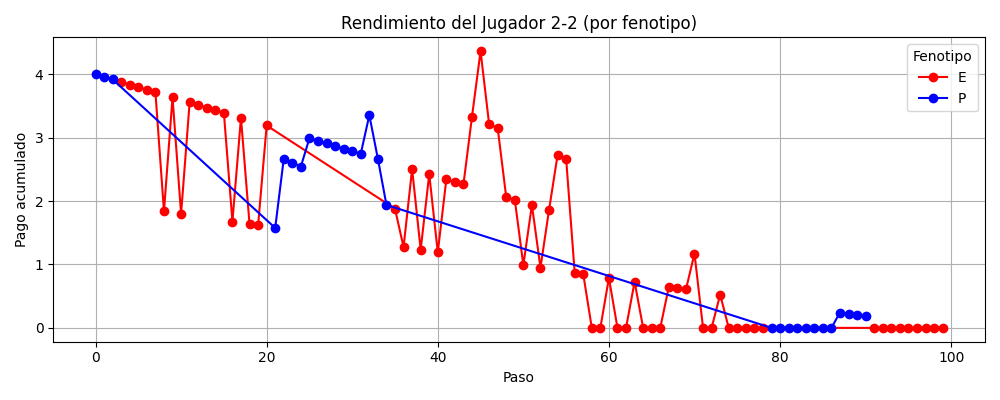 Rendimiento del Jugador 2-2 (por fenotipo)
Pago acumulado
4
3
2
1
0
Fenotipo
E
P
0 20 40 60 80 100
Paso